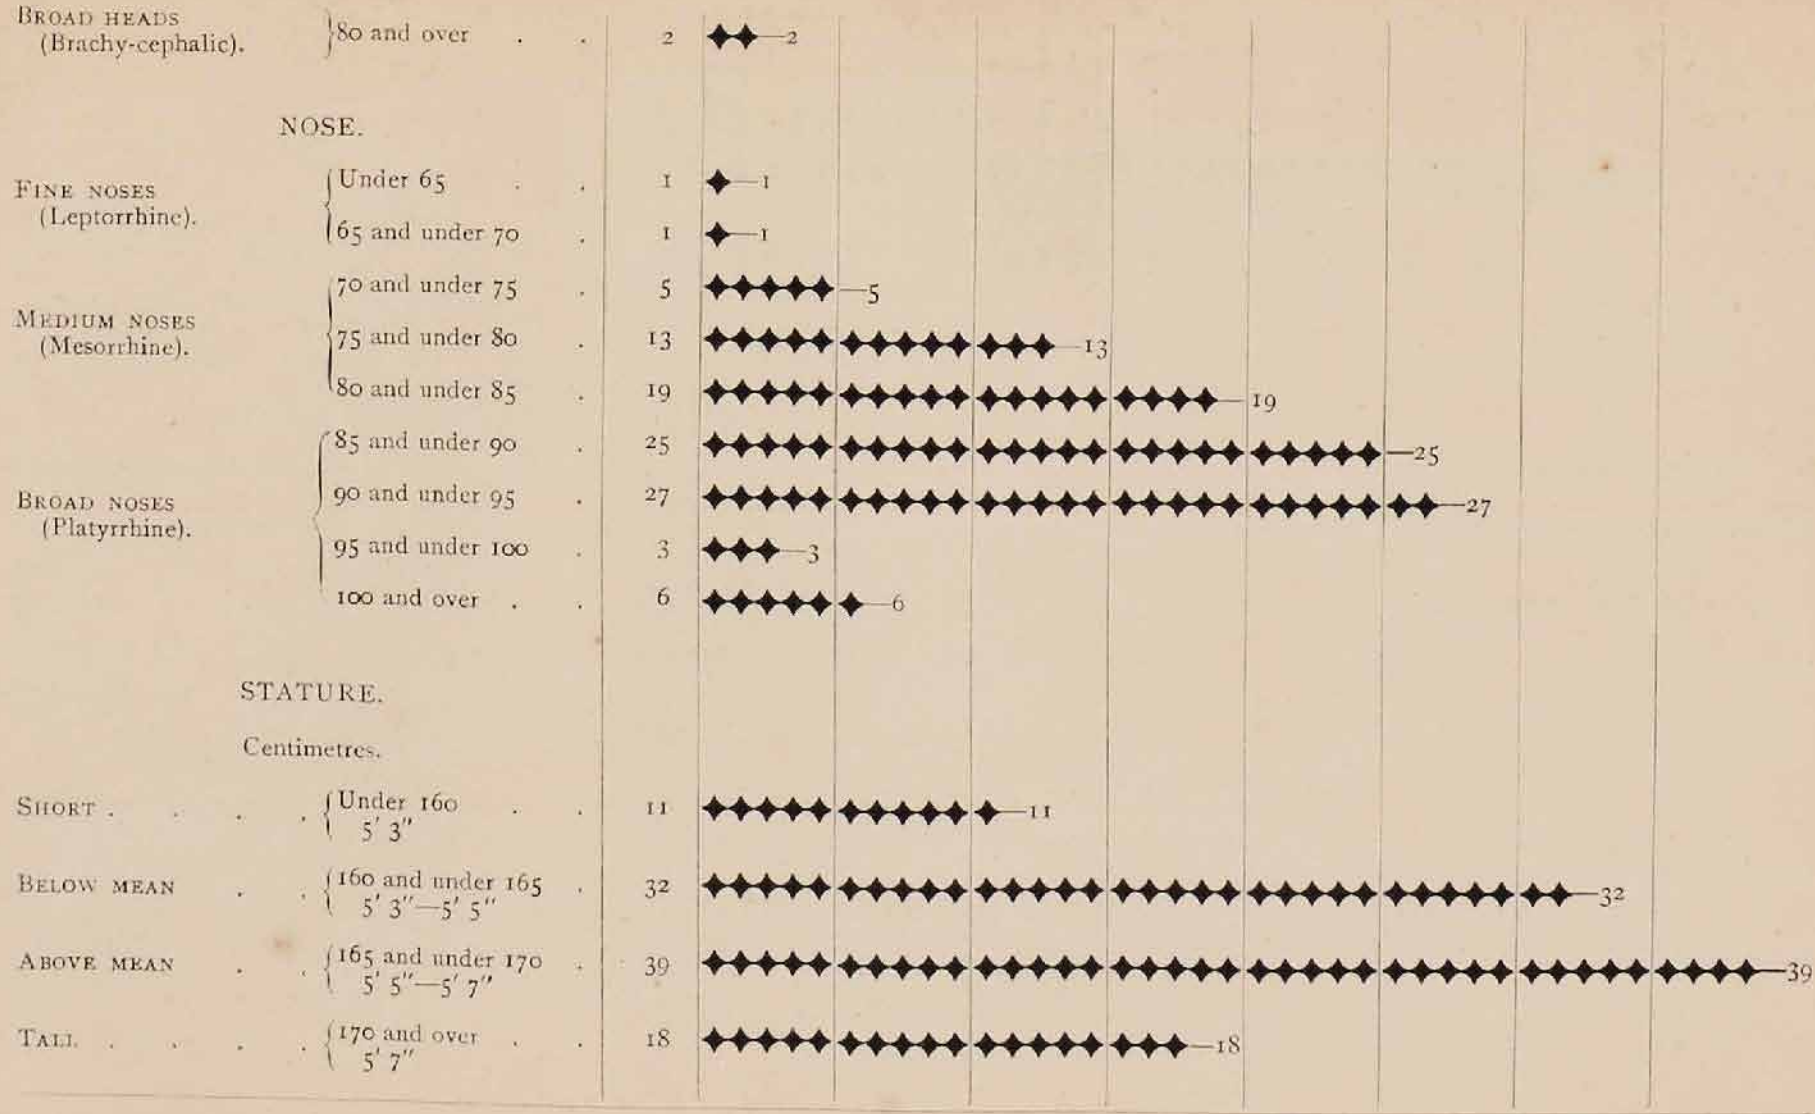 BROAD HEADS
(Brachy-cephalic). 80 and over . . 2 —2
NOSE.
FINE NOSES
(Leptorrhine).
Under 65 . . 1 —1
65 and under 70 . 1 —1
MEDIUM NOSES
(Mesorrhine).
70 and under 75 . 5 —5
75 and under 80 . 13 —13
80 and under 85 . 19 —19
BROAD NOSES
(Platyrrhine).
85 and under 90 . 25 —25
90 and under 95 . 27 —27
95 and under 100 . 3 —3
100 and over . . 6 —6
STATURE.
Centimetres.
SHORT . . . . Under 160 . . 11 —11
5′ 3″
BELOW MEAN . . 160 and under 165 . 32 —32
5′ 3″—5′ 5″
ABOVE MEAN . . 165 and under 170 . 39 —39
5′ 5″—5′ 7″
TALL . . . . 170 and over . . 18 —18
5′ 7″